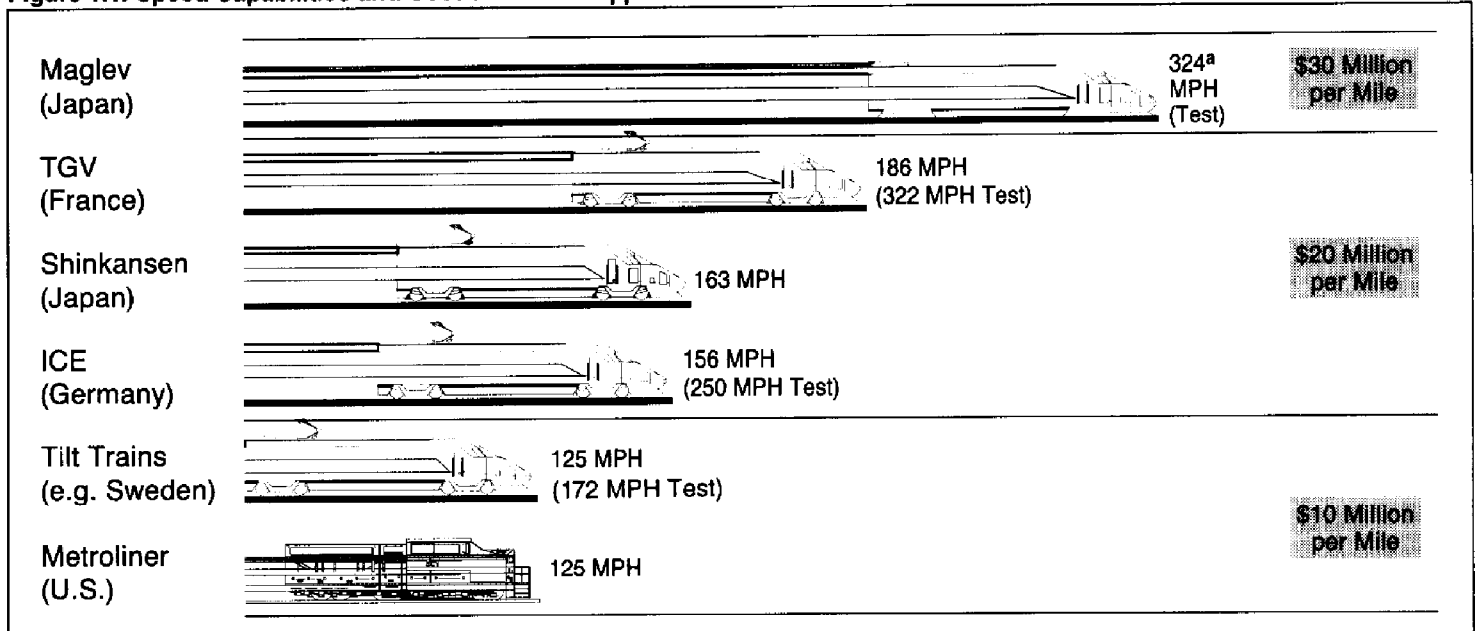 Maglev
(Japan)
324ª
MPH
(Test)
$30 Million
per Mile
TGV
(France)
186 MPH
(322 MPH Test)
Shinkansen
(Japan)
163 MPH
$20 Million
per Mile
ICE
(Germany)
156 MPH
(250 MPH Test)
Tilt Trains
(e.g. Sweden)
125 MPH
(172 MPH Test)
$10 Million
per Mile
Metroliner
(U.S.)
125 MPH